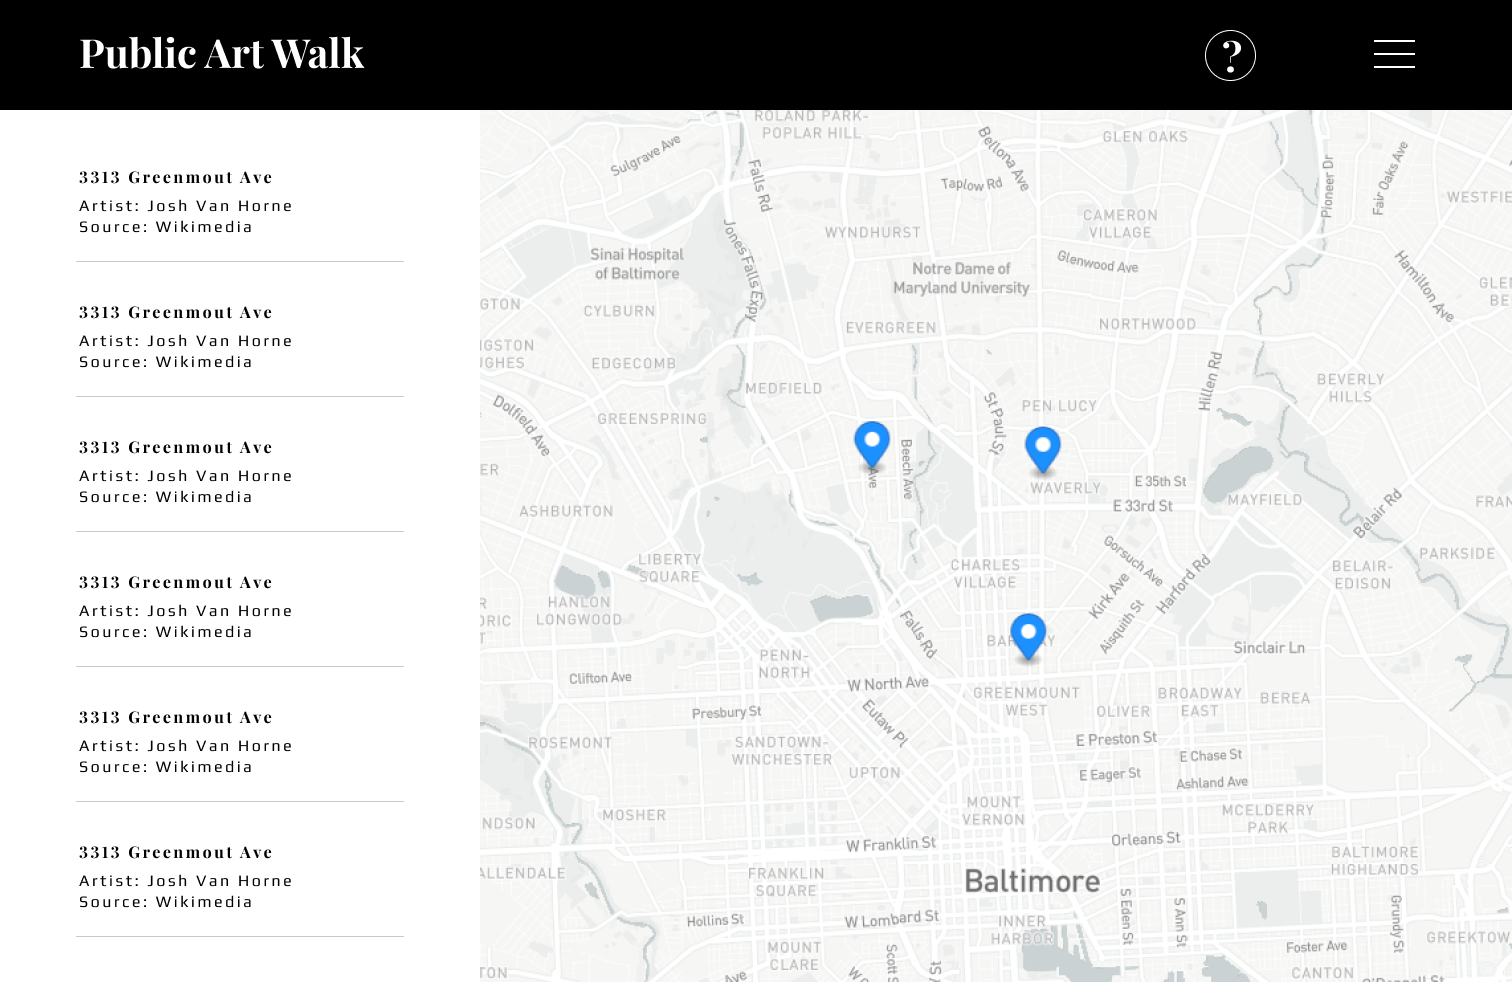 Public Art Walk
?
3313 Greenmout Ave
Artist: Josh Van Horne
Source: Wikimedia
3313 Greenmout Ave
Artist: Josh Van Horne
Source: Wikimedia
3313 Greenmout Ave
Artist: Josh Van Horne
Source: Wikimedia
3313 Greenmout Ave
Artist: Josh Van Horne
Source: Wikimedia
3313 Greenmout Ave
Artist: Josh Van Horne
Source: Wikimedia
3313 Greenmout Ave
Artist: Josh Van Horne
Source: Wikimedia
ROLAND PARK-
POPLAR HILL
GLEN OAKS
Sulgrave Ave
Falls Rd
Bellona Ave
Taplow Rd
Pioneer Dr
Fair Oaks Ave
WESTFIE
CAMERON
VILLAGE
WYNDHURST
Jones Falls Expy
Sinai Hospital
of Baltimore
Notre Dame of
Maryland University
Glenwood Ave
Hamilton Ave
GLEN
BE
GTON
CYLBURN
EVERGREEN
NORTHWOOD
GSTON
GHES
EDGECOMB
MEDFIELD
Hillen Rd
BEVERLY
HILLS
Dolfield Ave
GREENSPRING
St Paul St
PEN LUCY
Beech Ave
Ave
WAVERLY
E 35th St
E 33rd St
MAYFIELD
Belair Rd
FRAN
ER
ASHBURTON
LIBERTY
SQUARE
CHARLES
VILLAGE
Gorsuch Ave
Kirk Ave
Harford Rd
Aisquith St
BELAIR-
EDISON
PARKSIDE
HANLON
LONGWOOD
R
ORIC
T
Falls Rd
BAR
Y
Sinclair Ln
PENN-
NORTH
Clifton Ave
W North Ave
GREENMOUNT
WEST
BROADWAY
EAST
BEREA
OLIVER
Presbury St
Eutaw Pl
ROSEMONT
SANDTOWN-
WINCHESTER
UPTON
E Preston St
E Chase St
E Eager St
Ashland Ave
MOUNT
VERNON
MCELDERRY
PARK
MOSHER
NDSON
W Franklin St
Orleans St
BALTIMORE
HIGHLANDS
ALLENDALE
FRANKLIN
SQUARE
Baltimore
S Eden St
S Ann St
Grundy St
Hollins St
W Lombard St
INNER
HARBOR
MOUNT
CLARE
Scott S
Foster Ave
GREEKTOW
TON
Ave
St
CANTON
O'Donnell St